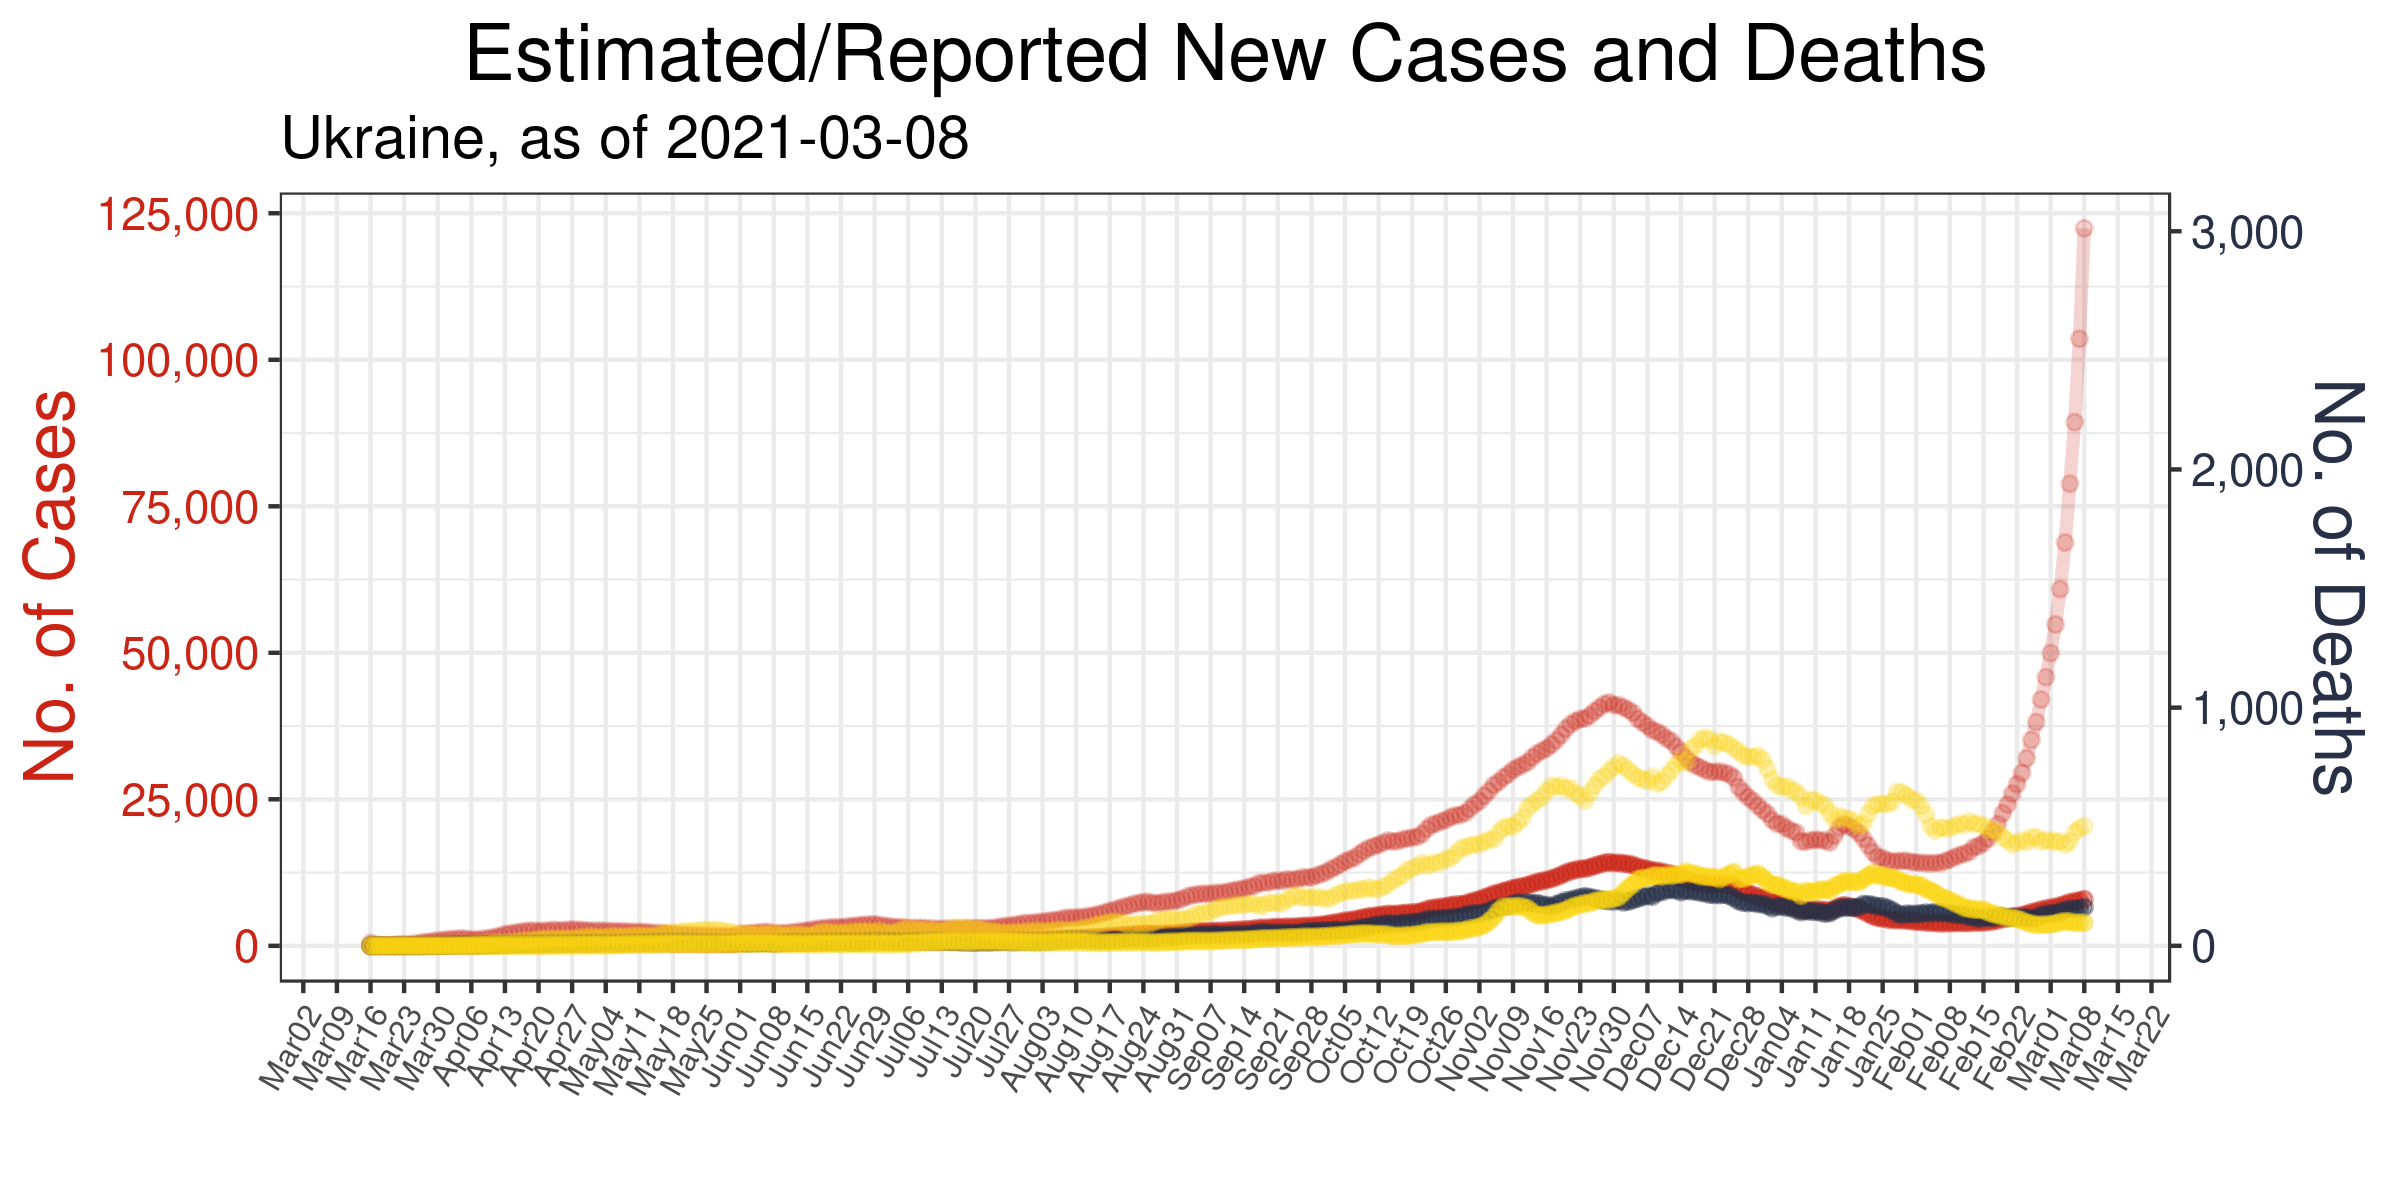 Estimated/Reported New Cases and Deaths
Ukraine, as of 2021-03-08
No. of Cases
125,000
100,000
75,000
50,000
25,000
0
3,000
2,000
1,000
0
No. of Deaths
Mar02
Mar09
Mar16
Mar23
Mar30
Apr06
Apr13
Apr20
Apr27
May04
May11
May18
May25
Jun01
Jun08
Jun15
Jun22
Jun29
Jul06
Jul13
Jul20
Jul27
Aug03
Aug10
Aug17
Aug24
Aug31
Sep07
Sep14
Sep21
Sep28
Oct05
Oct12
Oct19
Oct26
Nov02
Nov09
Nov16
Nov23
Nov30
Dec07
Dec14
Dec21
Dec28
Jan04
Jan11
Jan18
Jan25
Feb01
Feb08
Feb15
Feb22
Mar01
Mar08
Mar15
Mar22